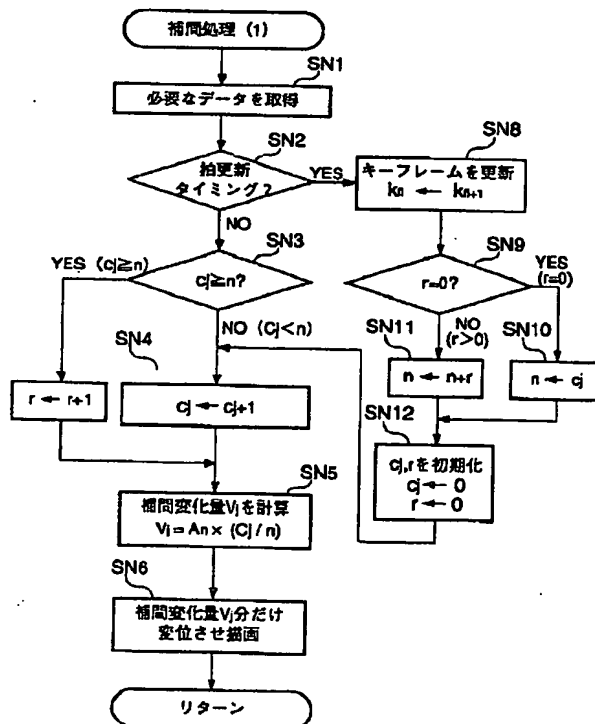 補間処理 (1)
SN1
必要なデータを取得
SN2
拍更新
タイミング?
YES
NO
SN8
キーフレームを更新
kn ← kn+1
SN3
cj≧n?
YES (cj≧n)
NO (Cj<n)
SN9
r=0?
YES
(r=0)
NO
(r>0)
SN11
n ← n+r
SN10
n ← cj
SN4
r ← r+1
cj ← cj+1
SN12
cj,rを初期化
cj ← 0
r ← 0
SN5
補間変化量Vjを計算
Vj = An × (Cj / n)
SN6
補間変化量Vj分だけ
変位させ描画
リターン